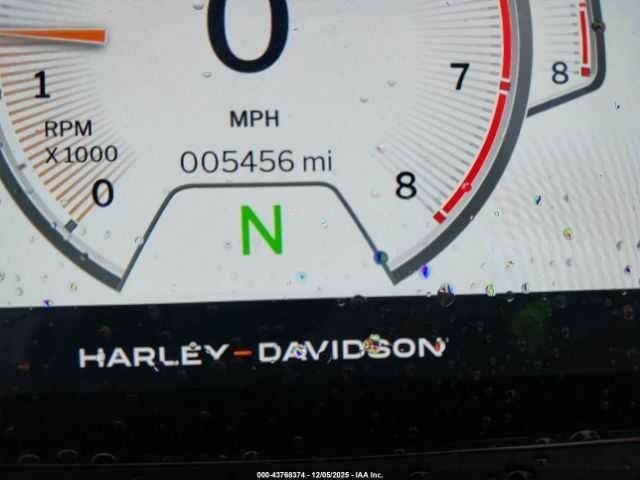 0
1
7
8
MPH
RPM
X 1000
005456 mi
0
8
N
HARLEY-DAVIDSON
000-43768374 - 12/05/2025 - IAA Inc.